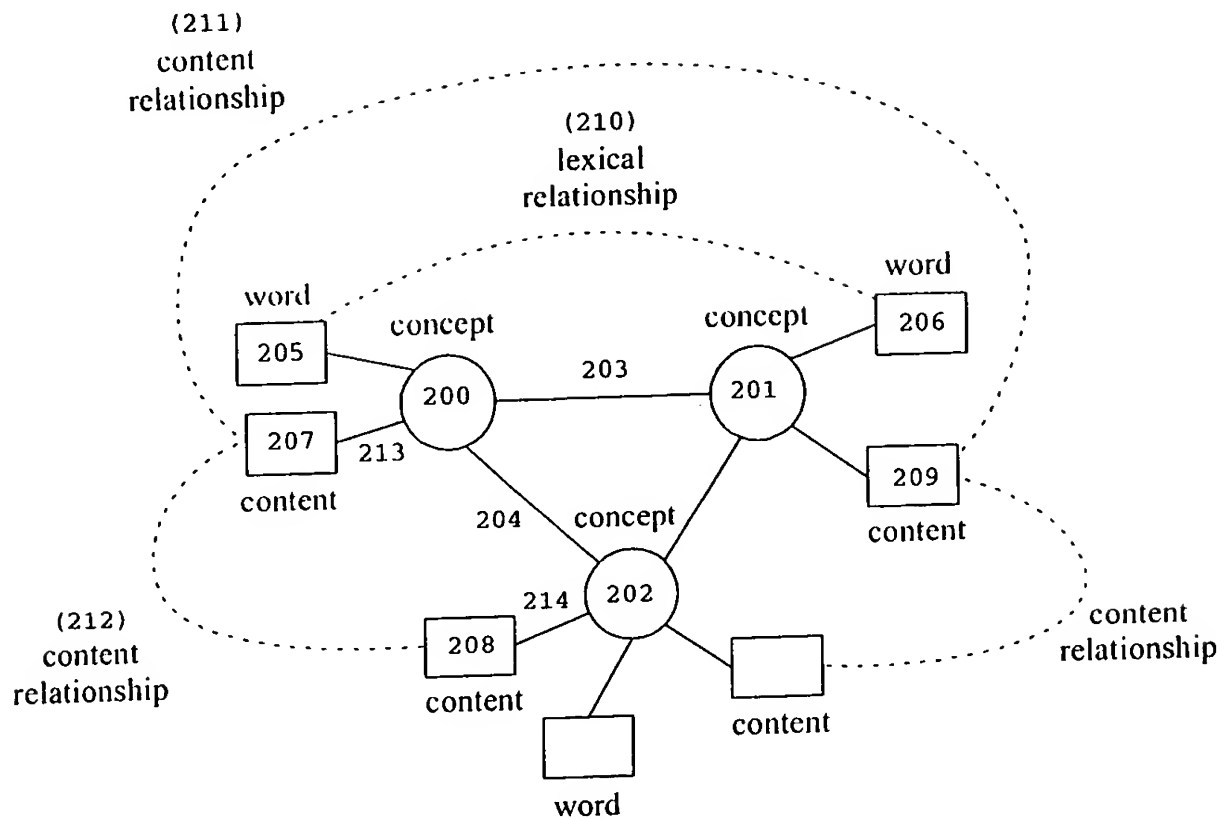 (211)
content
relationship
(210)
lexical
relationship
word
205
concept
200
203
concept
201
word
206
207
213
content
209
content
204
concept
202
214
208
content
(212)
content
relationship
content
relationship
content
word